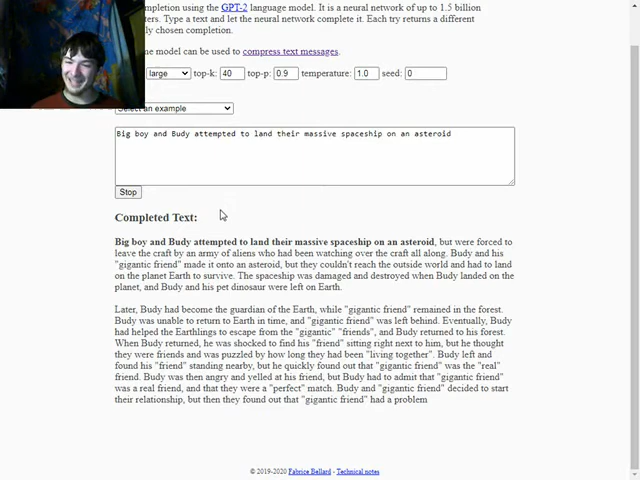 completion using the GPT-2 language model. It is a neural network of up to 1.5 billion
ters. Type a text and let the neural network complete it. Each try returns a different
ly chosen completion.
me model can be used to compress text messages.
large top-k: 40 top-p: 0.9 temperature: 1.0 seed: 0
Select an example
Big boy and Budy attempted to land their massive spaceship on an asteroid
Stop
Completed Text:
Big boy and Budy attempted to land their massive spaceship on an asteroid, but were forced to
leave the craft by an army of aliens who had been watching over the craft all along. Budy and his
"gigantic friend" made it onto an asteroid, but they couldn't reach the outside world and had to land
on the planet Earth to survive. The spaceship was damaged and destroyed when Budy landed on the
planet, and Budy and his pet dinosaur were left on Earth.
Later, Budy had become the guardian of the Earth, while "gigantic friend" remained in the forest.
Budy was unable to return to Earth in time, and "gigantic friend" was left behind. Eventually, Budy
had helped the Earthlings to escape from the "gigantic" "friends", and Budy returned to his forest.
When Budy returned, he was shocked to find his "friend" sitting right next to him, but he thought
they were friends and was puzzled by how long they had been "living together". Budy left and
found his "friend" standing nearby, but he quickly found out that "gigantic friend" was the "real"
friend. Budy was then angry and yelled at his friend, but Budy had to admit that "gigantic friend"
was a real friend, and that they were a "perfect" match. Budy and "gigantic friend" decided to start
their relationship, but then they found out that "gigantic friend" had a problem
© 2019-2020 Fabrice Bellard - Technical notes